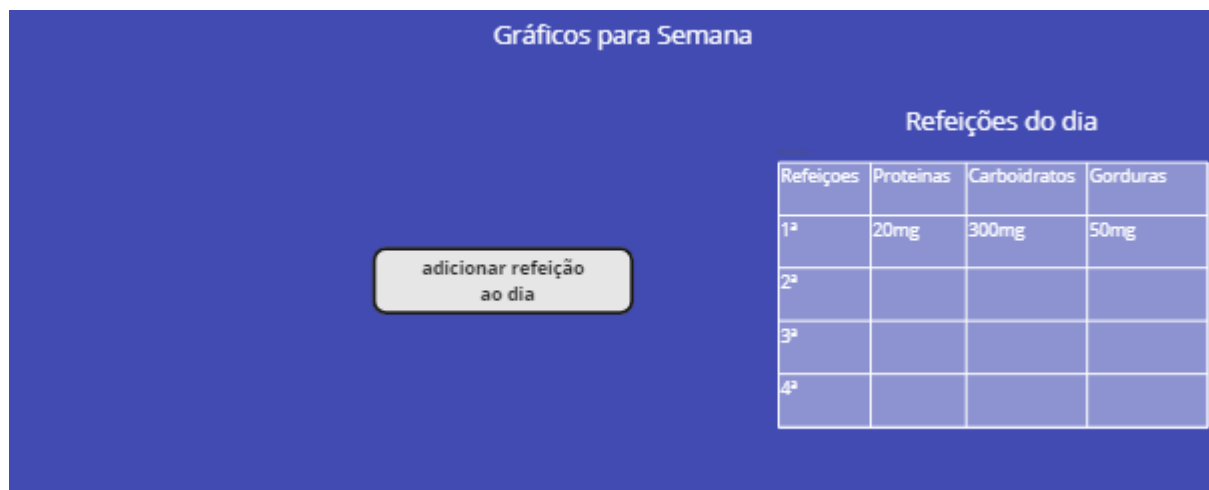 Gráficos para Semana
Refeições do dia
Refeiçoes Proteinas Carboidratos Gorduras
1ª 20mg 300mg 50mg
adicionar refeição
ao dia
2ª
3ª
4ª